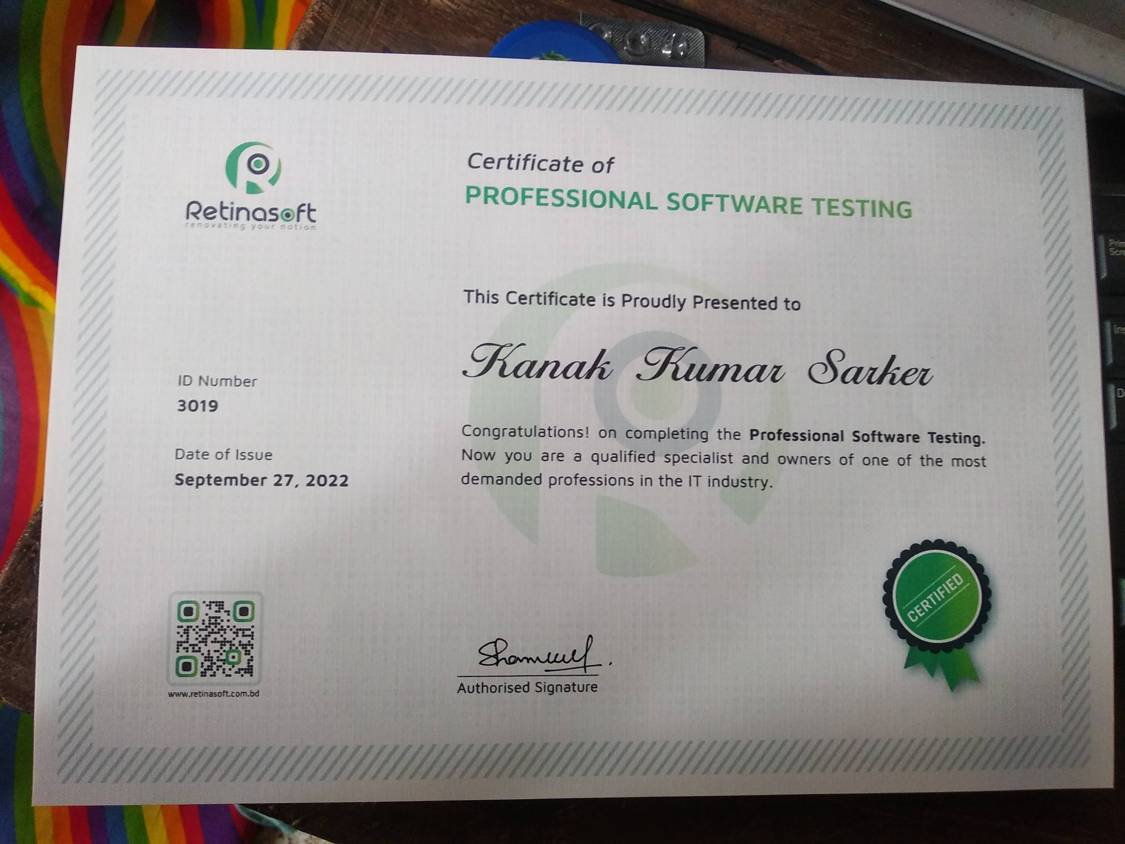 Retinasoft
renovating your notion
Certificate of
PROFESSIONAL SOFTWARE TESTING
This Certificate is Proudly Presented to
Kanak Kumar Sarker
Congratulations! on completing the Professional Software Testing.
Now you are a qualified specialist and owners of one of the most
demanded professions in the IT industry.
ID Number
3019
Date of Issue
September 27, 2022
www.retinasoft.com.bd
Authorised Signature
CERTIFIED